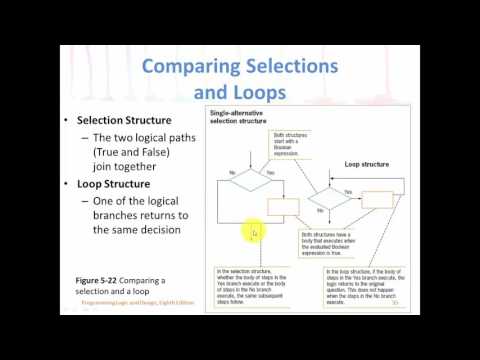 Comparing Selections
and Loops
• Selection Structure
– The two logical paths
(True and False)
join together
• Loop Structure
– One of the logical
branches returns to
the same decision
Figure 5-22 Comparing a
selection and a loop
Programming Logic and Design, Eighth Edition
Single-alternative
selection structure
Both structures
start with a
Boolean
expression.
Loop structure
No
Yes
No
Yes
Both structures have a
body that executes when
the evaluated Boolean
expression is true.
In the selection structure,
whether the body of steps in the
Yes branch execute or the body
of steps in the No branch
execute, the same subsequent
steps follow.
In the loop structure, if the body of
steps in the Yes branch execute, the
logic returns to the original
question. This does not happen
when the steps in the No branch
execute.